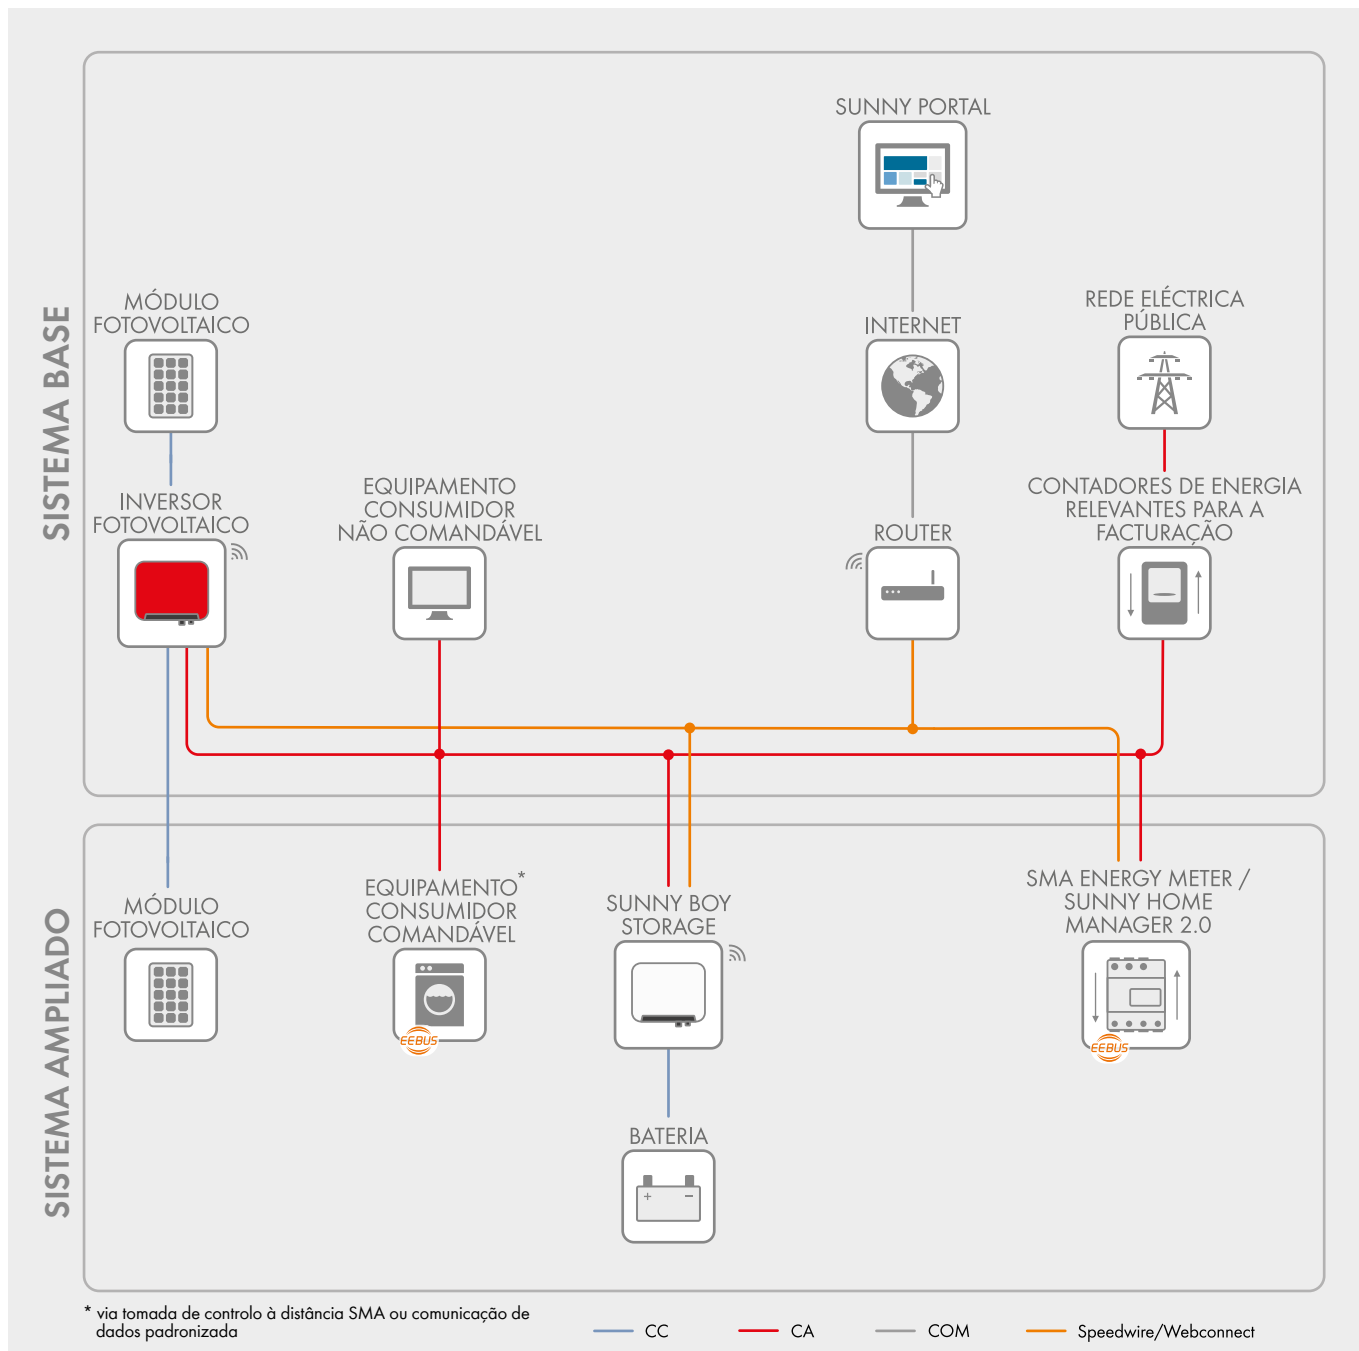 SISTEMA BASE
SUNNY PORTAL
MÓDULO
FOTOVOLTAICO
INTERNET
REDE ELÉCTRICA
PÚBLICA
INVERSOR
FOTOVOLTAICO
EQUIPAMENTO
CONSUMIDOR
NÃO COMANDÁVEL
ROUTER
CONTADORES DE ENERGIA
RELEVANTES PARA A
FACTURAÇÃO
SISTEMA AMPLIADO
MÓDULO
FOTOVOLTAICO
EQUIPAMENTO*
CONSUMIDOR
COMANDÁVEL
EEBUS
SUNNY BOY
STORAGE
SMA ENERGY METER /
SUNNY HOME
MANAGER 2.0
EEBUS
BATERIA
+ −
* via tomada de controlo à distância SMA ou comunicação de
dados padronizada
CC
CA
COM
Speedwire/Webconnect